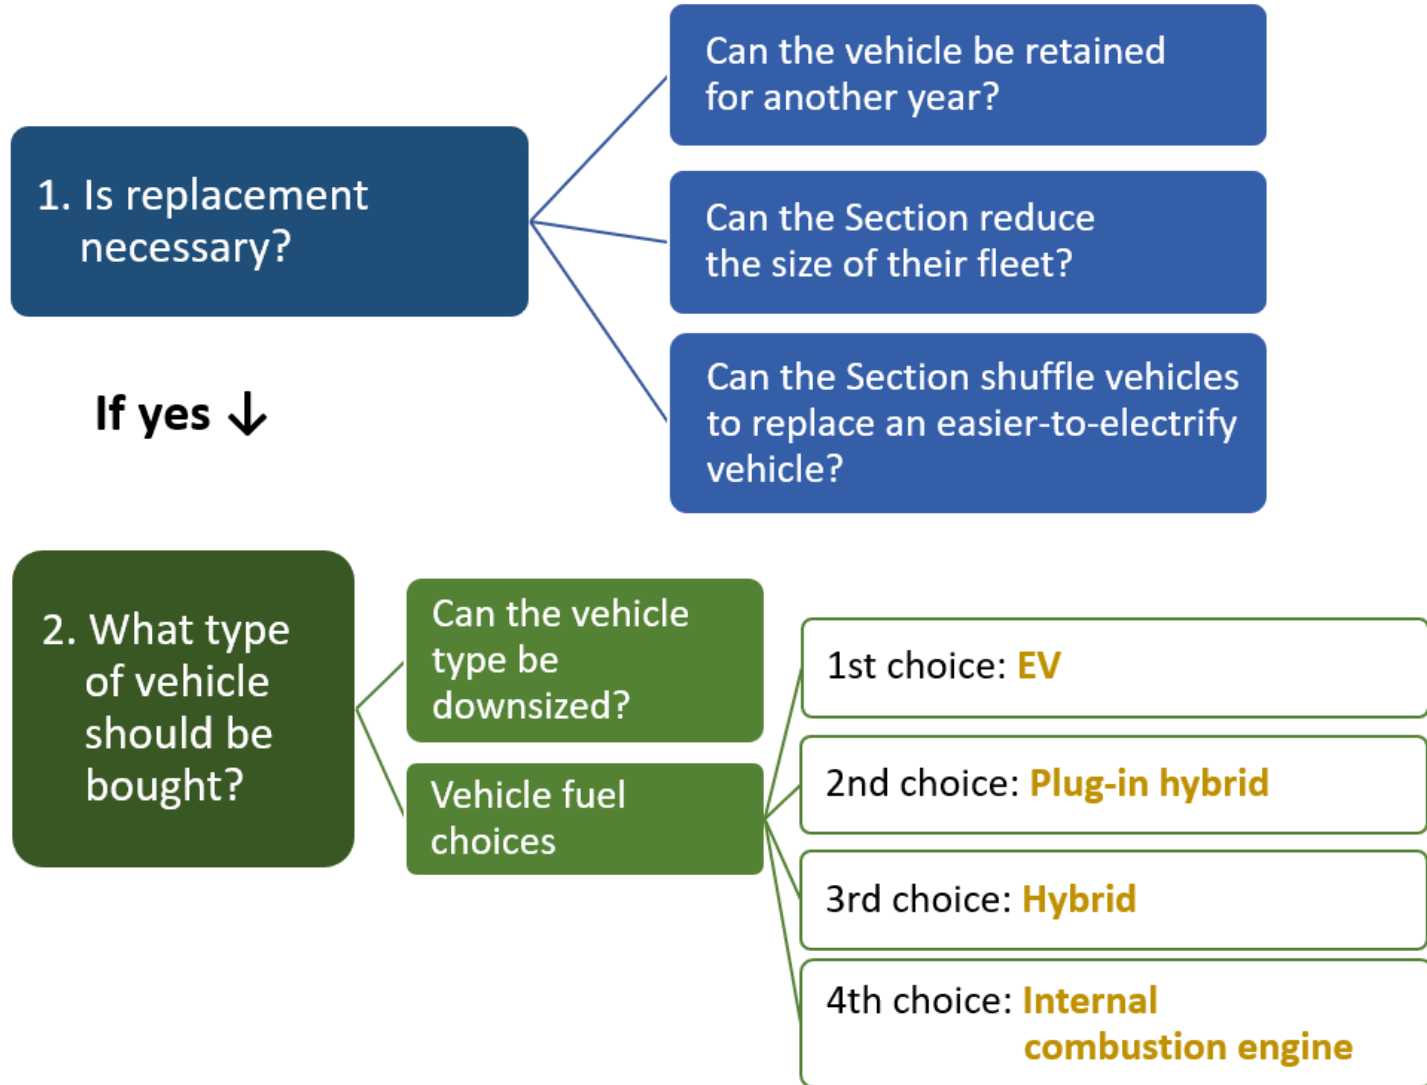 1. Is replacement
necessary?
Can the vehicle be retained
for another year?
Can the Section reduce
the size of their fleet?
Can the Section shuffle vehicles
to replace an easier-to-electrify
vehicle?
If yes ↓
2. What type
of vehicle
should be
bought?
Can the vehicle
type be
downsized?
Vehicle fuel
choices
1st choice: EV
2nd choice: Plug-in hybrid
3rd choice: Hybrid
4th choice: Internal
combustion engine